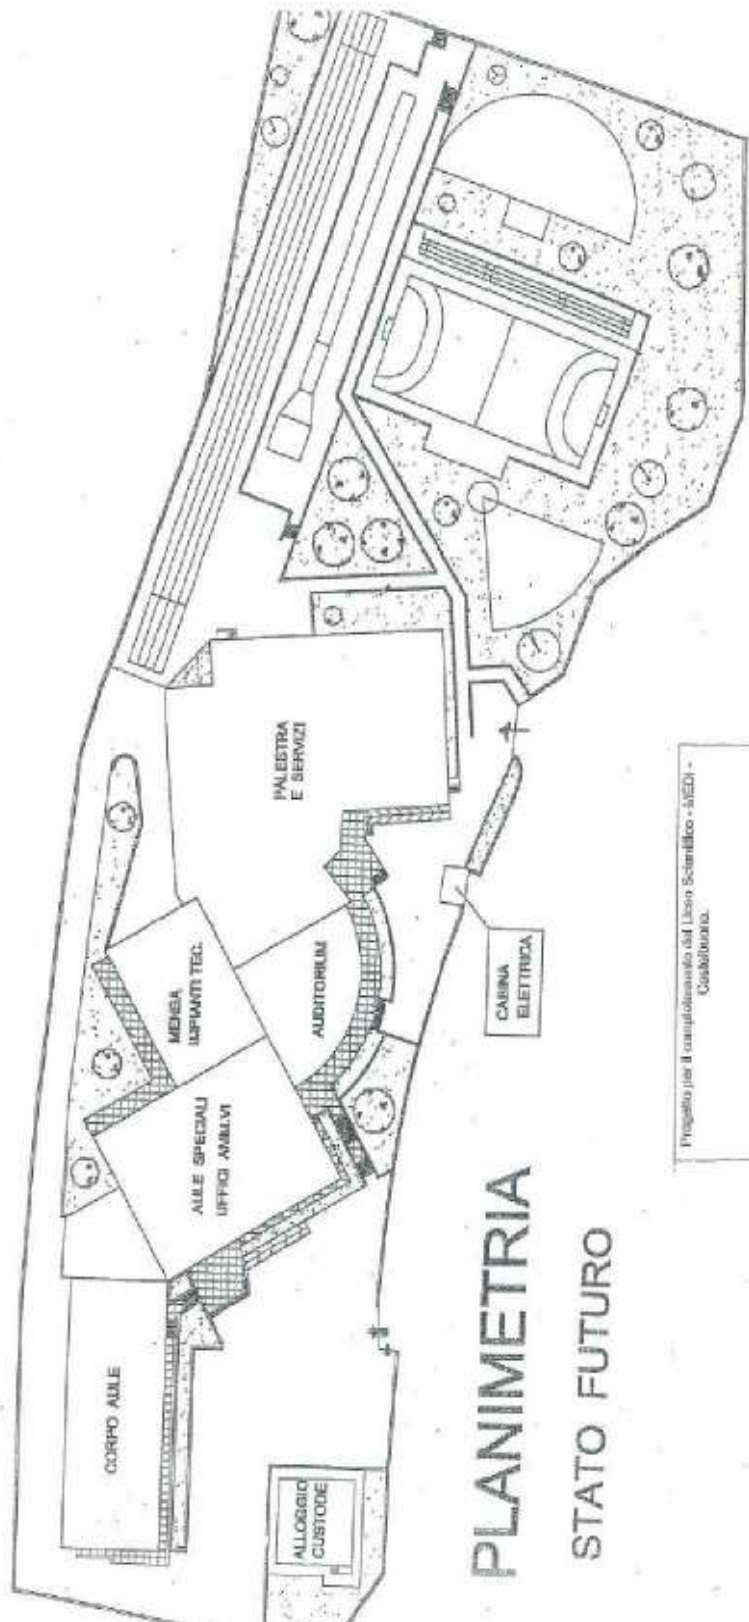 CORPO AULE
ALLOGGIO
CUSTODE
AULE SPECIALI
UFFICI AMM.VI
MENSA
IMPIANTI TEC.
AUDITORIUM
PALESTRA
E SERVIZI
CABINA
ELETTRICA
PLANIMETRIA
STATO FUTURO
Progetto per il completamento del Liceo Scientifico - MEDI -
Castelbuono.